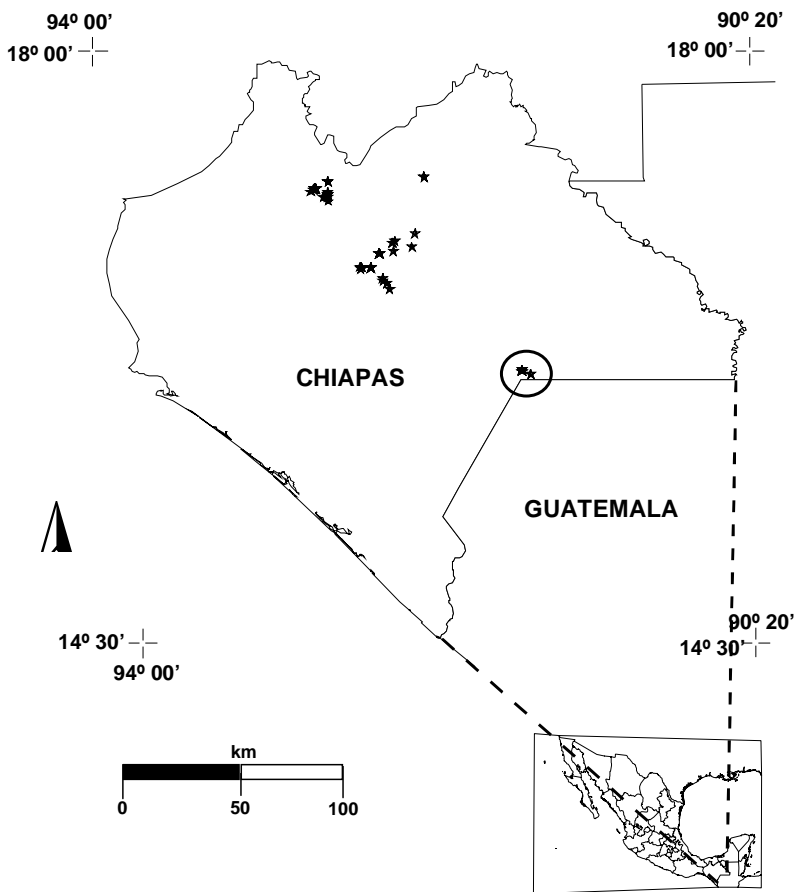 94º 00’
18º 00’
90º 20’
18º 00’
CHIAPAS
GUATEMALA
14º 30’
94º 00’
90º 20’
14º 30’
km
0 50 100